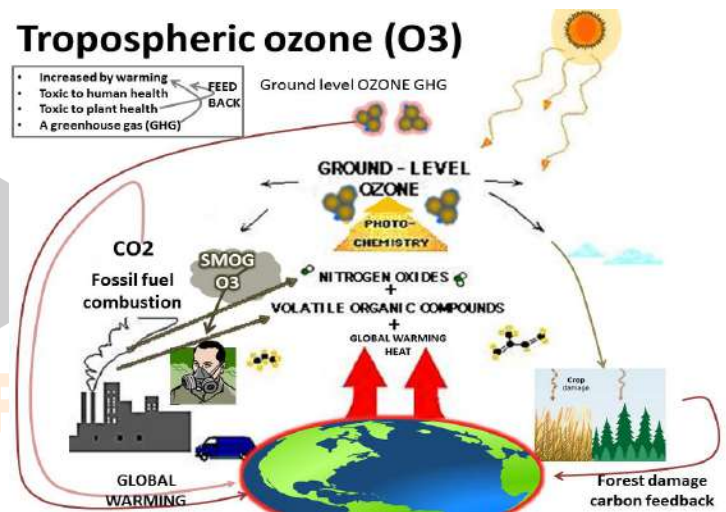 Tropospheric ozone (O3)
• Increased by warming
• Toxic to human health
• Toxic to plant health
• A greenhouse gas (GHG)
FEED
BACK
Ground level OZONE GHG
GROUND - LEVEL
OZONE
PHOTO-
CHEMISTRY
CO2
Fossil fuel
combustion
SMOG
O3
NITROGEN OXIDES
+
VOLATILE ORGANIC COMPOUNDS
+
GLOBAL WARMING
HEAT
Crop
damage
GLOBAL
WARMING
Forest damage
carbon feedback